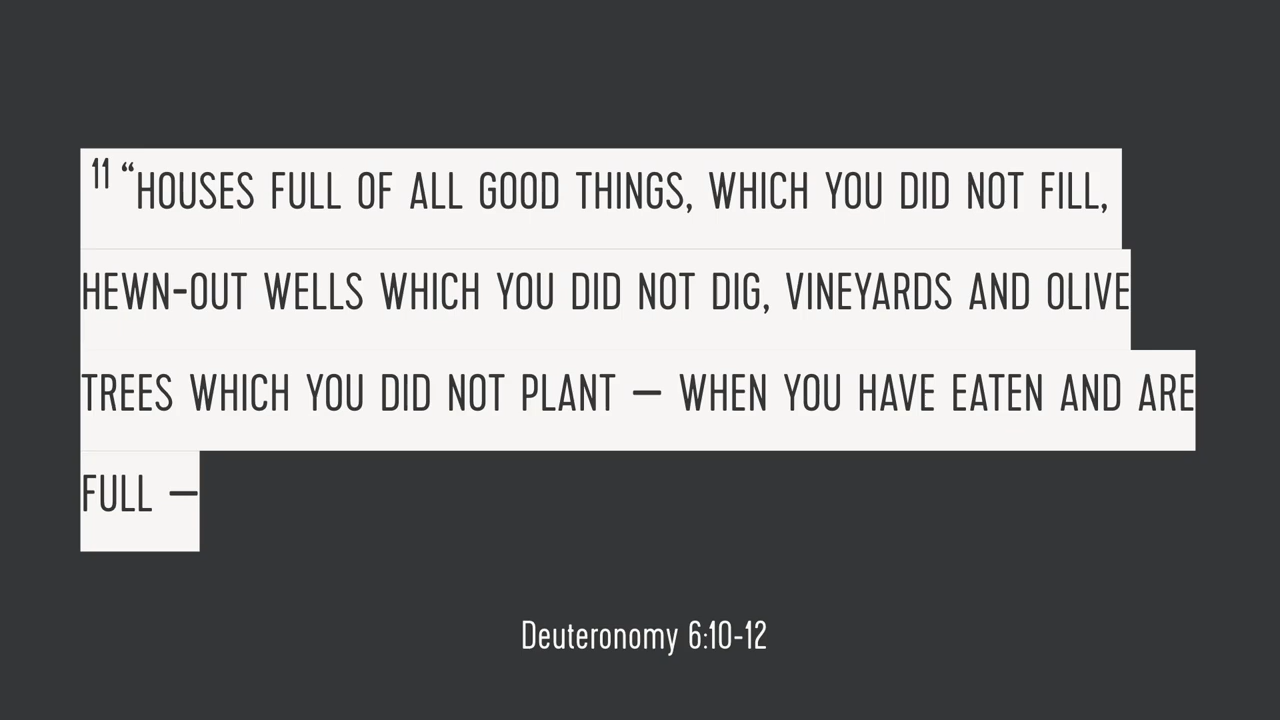 11 “HOUSES FULL OF ALL GOOD THINGS, WHICH YOU DID NOT FILL,
HEWN-OUT WELLS WHICH YOU DID NOT DIG, VINEYARDS AND OLIVE
TREES WHICH YOU DID NOT PLANT — WHEN YOU HAVE EATEN AND ARE
FULL —
Deuteronomy 6:10-12